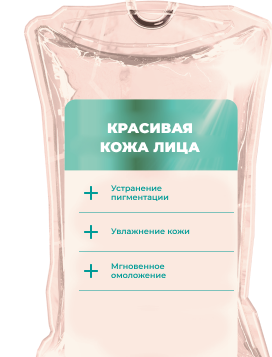 КРАСИВАЯ
КОЖА ЛИЦА
Устранение
пигментации
Увлажнение кожи
Мгновенное
омоложение